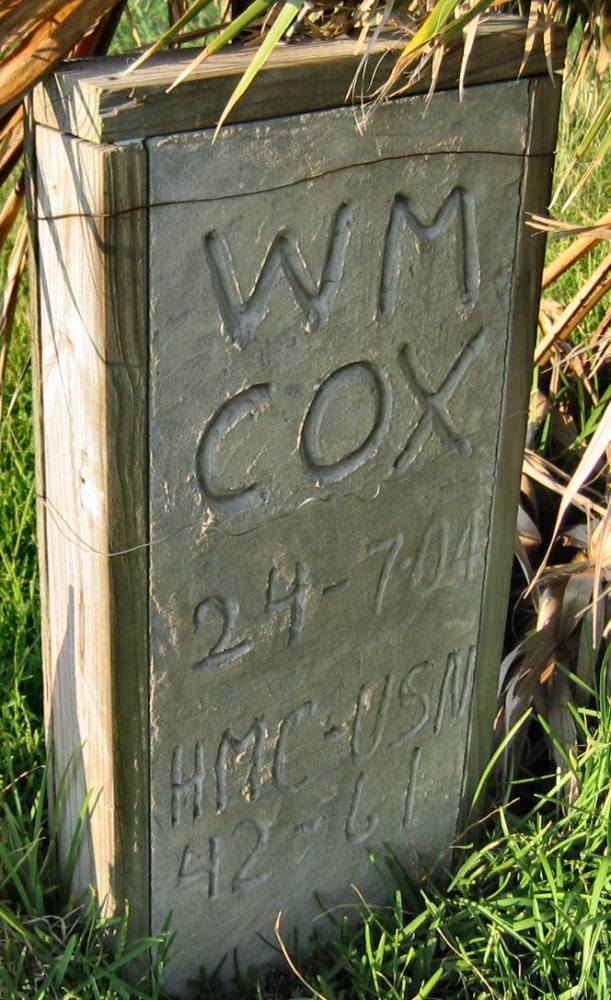 WM
COX
24-7-04
HMC-USN
42-61